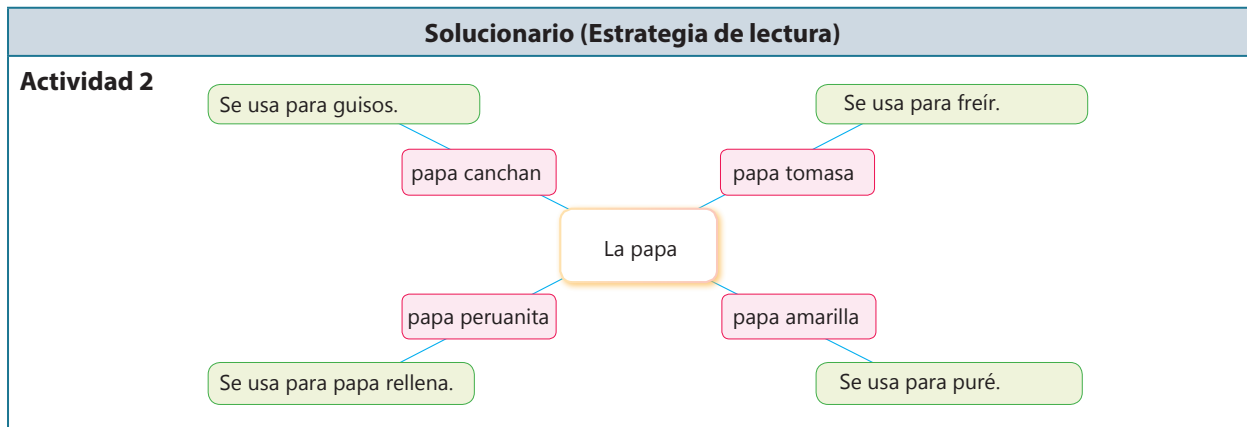 Solucionario (Estrategia de lectura)
Actividad 2
Se usa para guisos.
Se usa para freír.
papa canchan
papa tomasa
La papa
papa peruanita
papa amarilla
Se usa para papa rellena.
Se usa para puré.